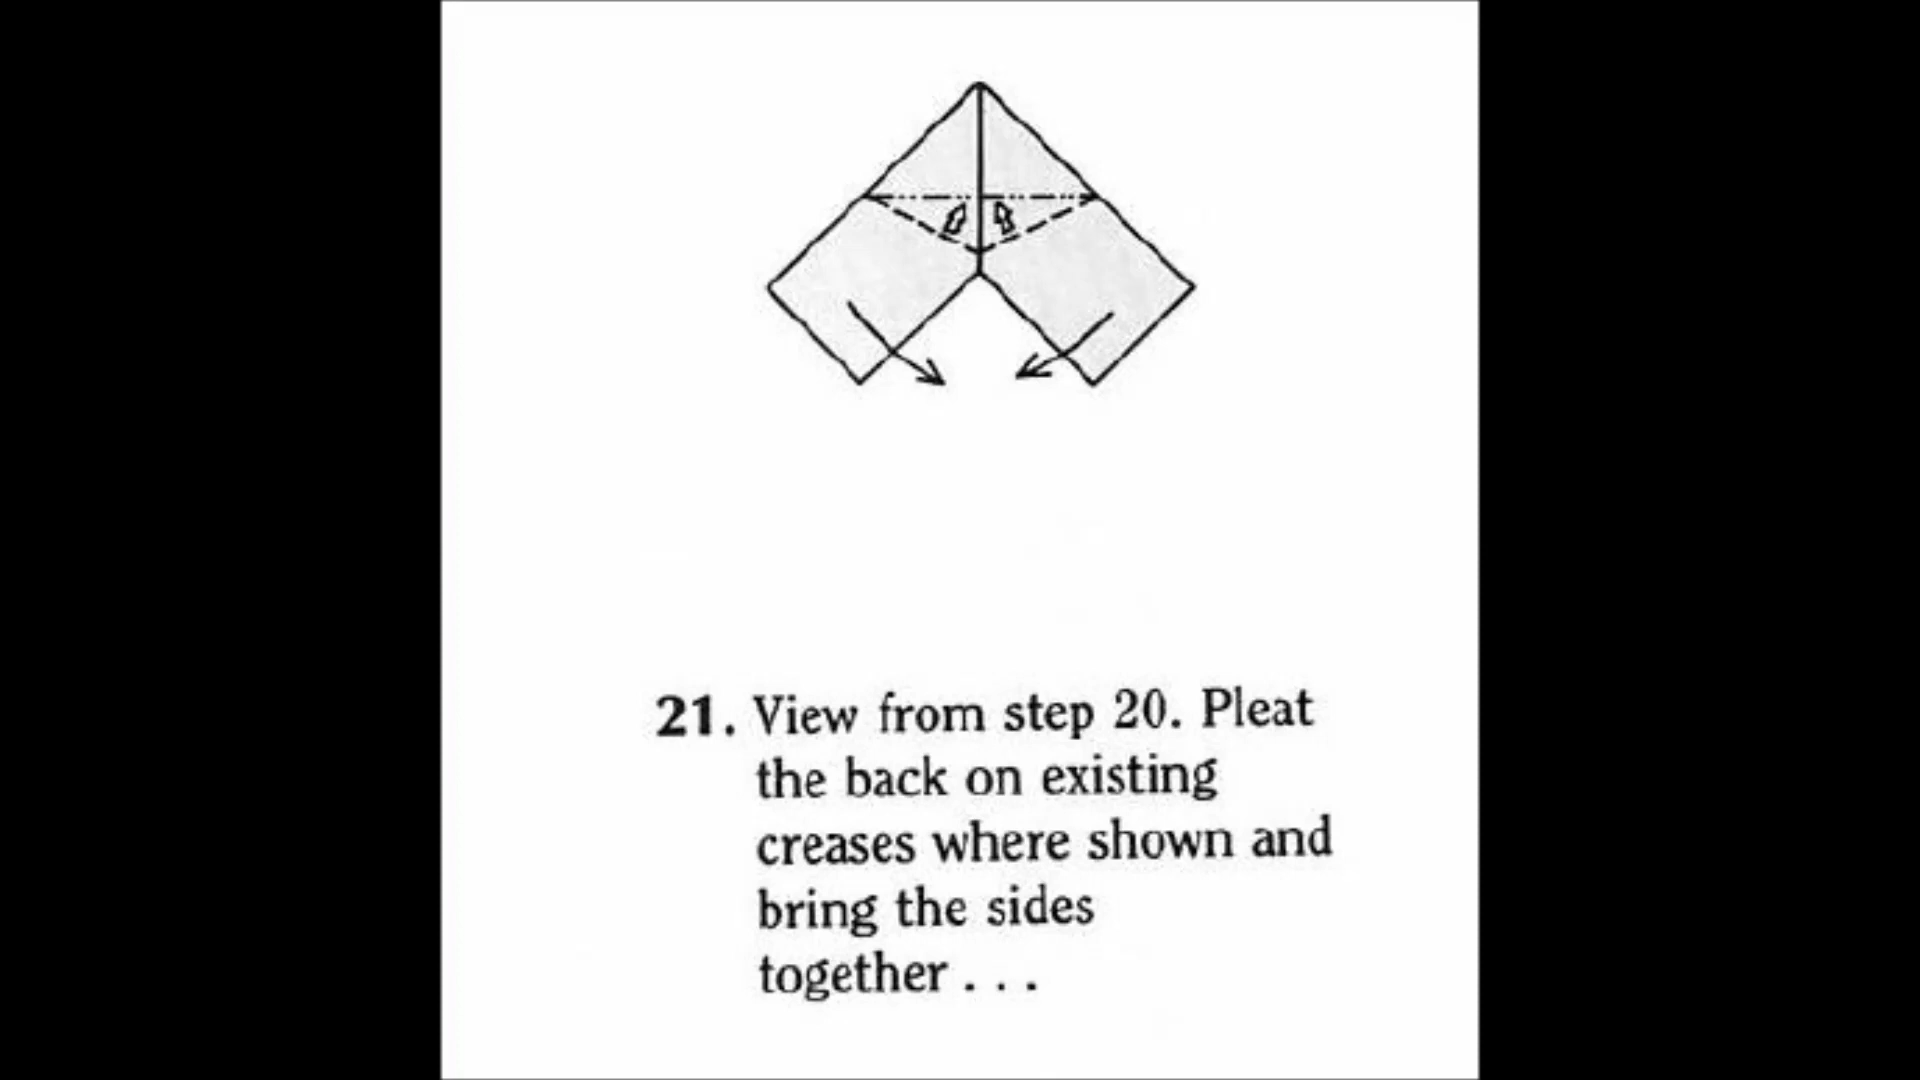 21. View from step 20. Pleat
the back on existing
creases where shown and
bring the sides
together . . .